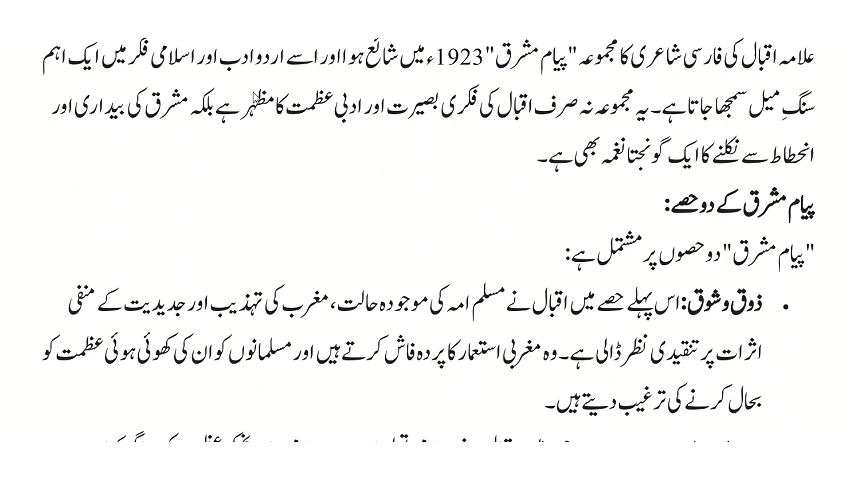 علامہ اقبال کی فارسی شاعری کا مجموعہ "پیام مشرق" 1923ء میں شائع ہوا اور اسے اردو ادب اور اسلامی فکر میں ایک اہم
سنگِ میل سمجھا جاتا ہے۔ یہ مجموعہ نہ صرف اقبال کی فکری بصیرت اور ادبی عظمت کا مظہر ہے بلکہ مشرق کی بیداری اور
انحطاط سے نکلنے کا ایک گونجتا نغمہ بھی ہے۔
پیام مشرق کے دو حصے:
"پیام مشرق" دو حصوں پر مشتمل ہے:
• ذوق و شوق: اس پہلے حصے میں اقبال نے مسلم امہ کی موجودہ حالت، مغرب کی تہذیب اور جدیدیت کے منفی
اثرات پر تنقیدی نظر ڈالی ہے۔ وہ مغربی استعمار کا پردہ فاش کرتے ہیں اور مسلمانوں کو ان کی کھوئی ہوئی عظمت کو
بحال کرنے کی ترغیب دیتے ہیں۔